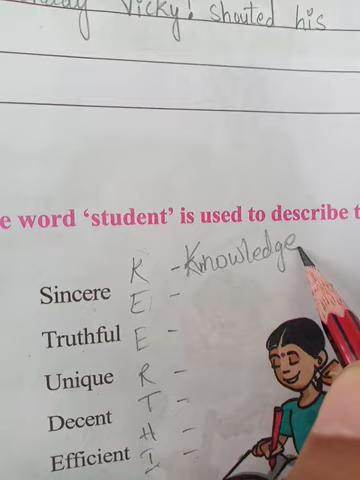 Vicky! shouted his
e word 'student' is used to describe t
Sincere K - Knowledge
E -
Truthful E -
Unique R -
Decent T -
H -
Efficient I -